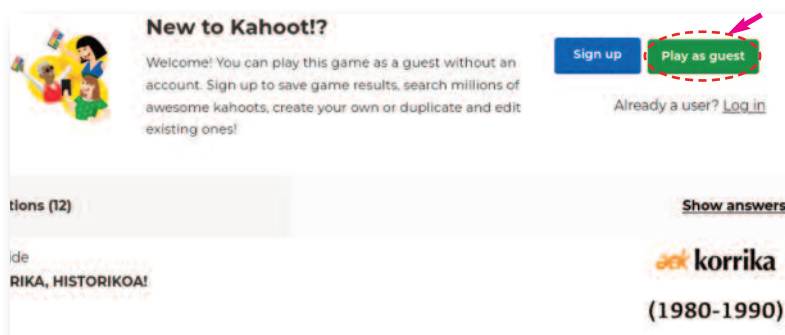 New to Kahoot!?
Welcome! You can play this game as a guest without an
account. Sign up to save game results, search millions of
awesome kahoots, create your own or duplicate and edit
existing ones!
Sign up
Play as guest
Already a user? Log in
tions (12)
Show answers
ide
RIKA, HISTORIKOA!
aek korrika
(1980-1990)